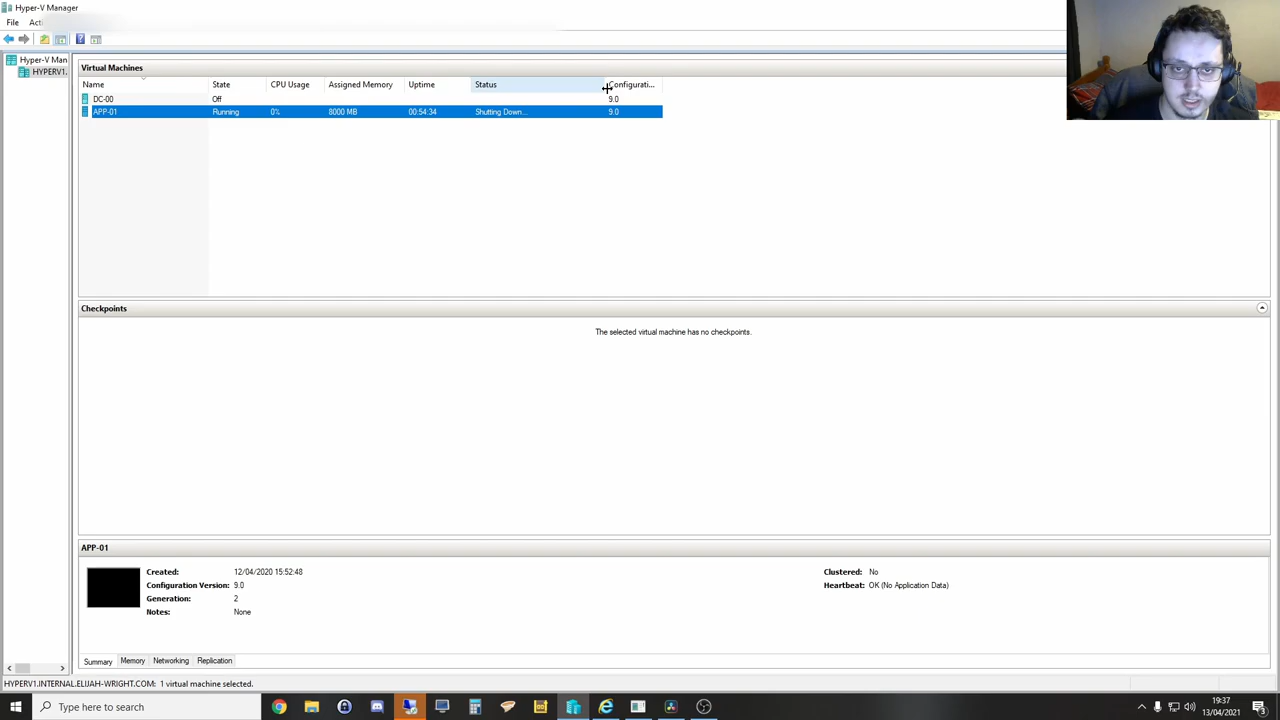 Hyper-V Manager
File Acti
Hyper-V Man
HYPERV1.
Virtual Machines
Name State CPU Usage Assigned Memory Uptime Status Configurati...
DC-00 Off 9.0
APP-01 Running 0% 8000 MB 00:54:34 Shutting Down... 9.0
Checkpoints
The selected virtual machine has no checkpoints.
APP-01
Created: 12/04/2020 15:52:48 Clustered: No
Configuration Version: 9.0 Heartbeat: OK (No Application Data)
Generation: 2
Notes: None
Summary Memory Networking Replication
HYPERV1.INTERNAL.ELIJAH-WRIGHT.COM: 1 virtual machine selected.
Type here to search
19:37
13/04/2021
3